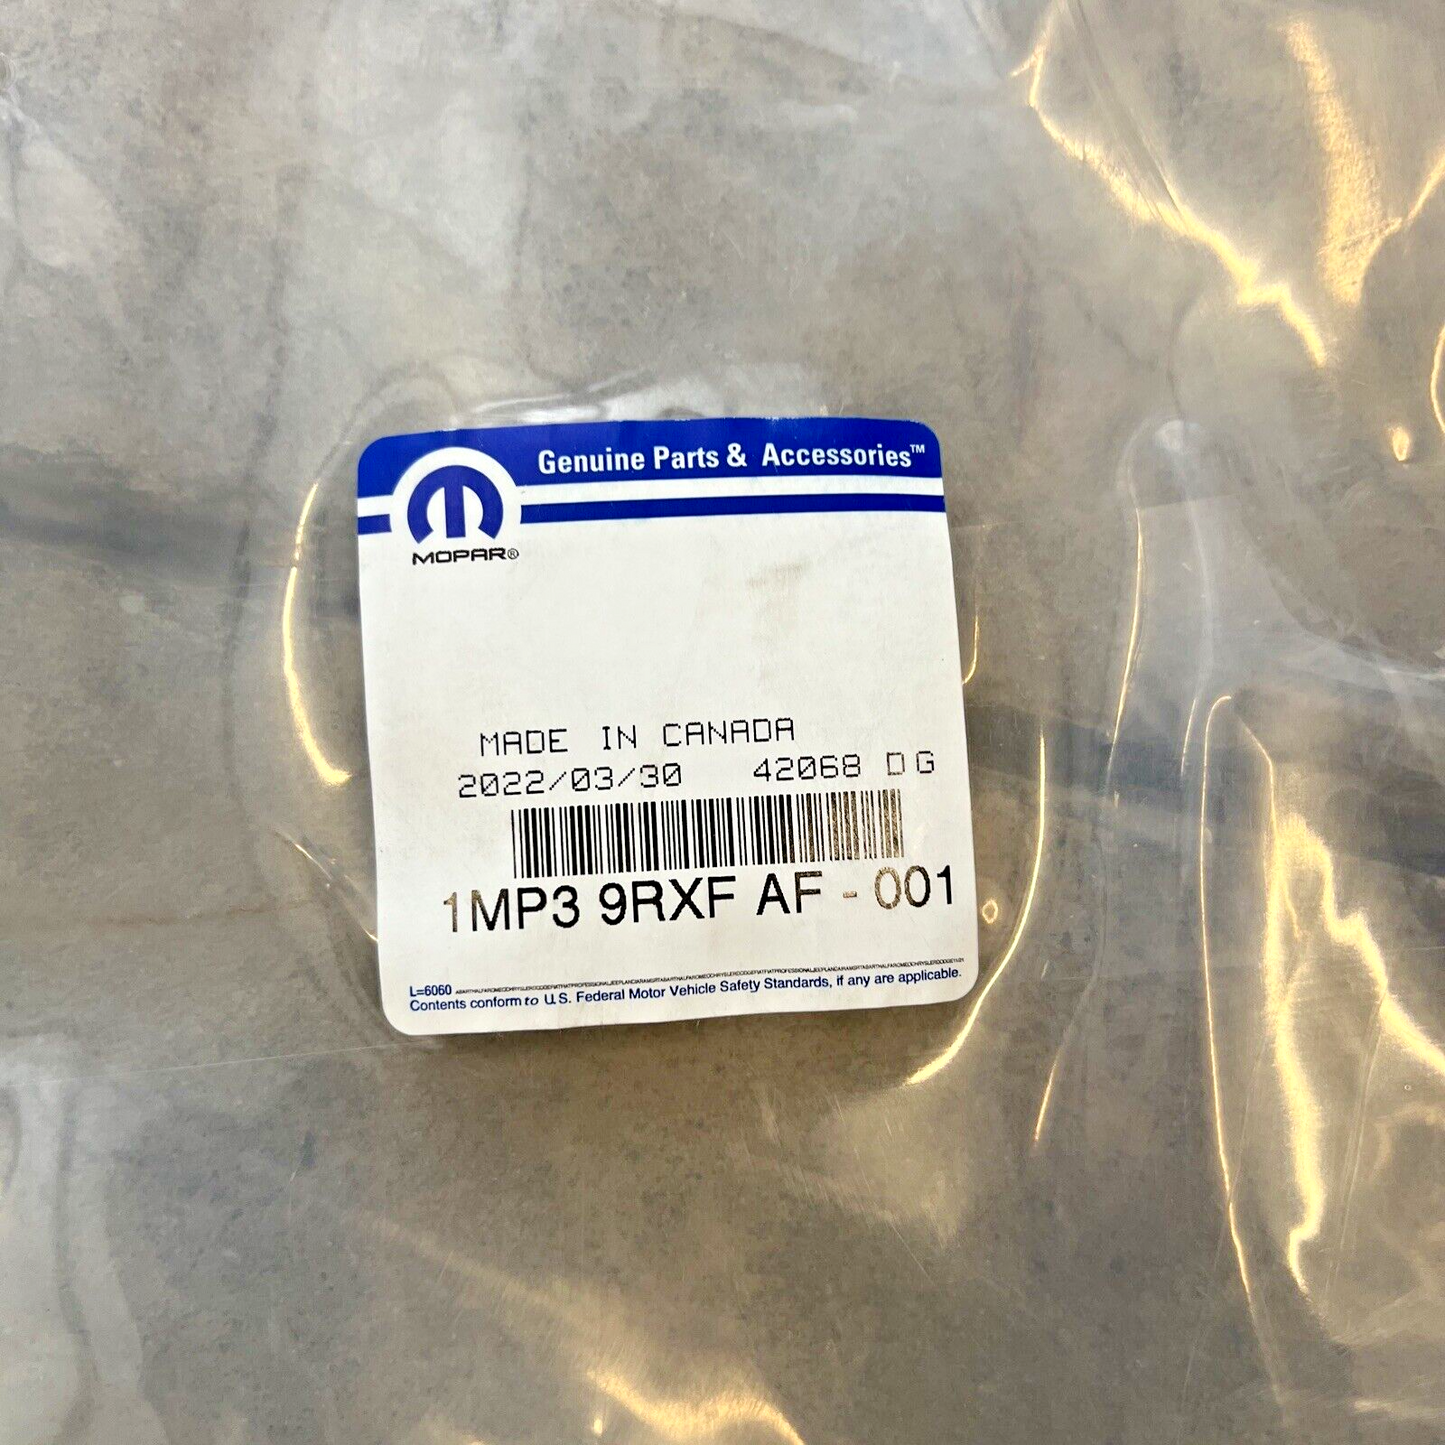 Genuine Parts & Accessories™
MOPAR®
MADE IN CANADA
2022/03/30 42068 DG
1MP3 9RXF AF - 001
L=6060
Contents conform to U.S. Federal Motor Vehicle Safety Standards, if any are applicable.